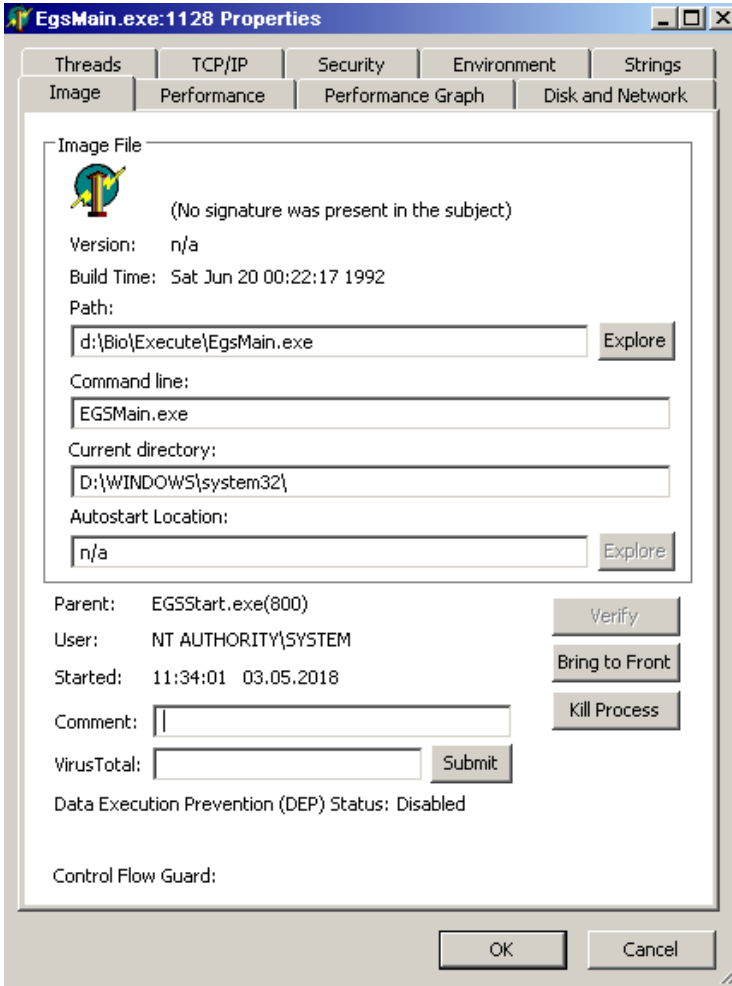 EgsMain.exe:1128 Properties
Threads TCP/IP Security Environment Strings
Image Performance Performance Graph Disk and Network
Image File
(No signature was present in the subject)
Version: n/a
Build Time: Sat Jun 20 00:22:17 1992
Path:
d:\Bio\Execute\EgsMain.exe Explore
Command line:
EGSMain.exe
Current directory:
D:\WINDOWS\system32\
Autostart Location:
n/a Explore
Parent: EGSStart.exe(800)
Verify
User: NT AUTHORITY\SYSTEM
Bring to Front
Started: 11:34:01 03.05.2018
Kill Process
Comment:
VirusTotal: Submit
Data Execution Prevention (DEP) Status: Disabled
Control Flow Guard:
OK Cancel